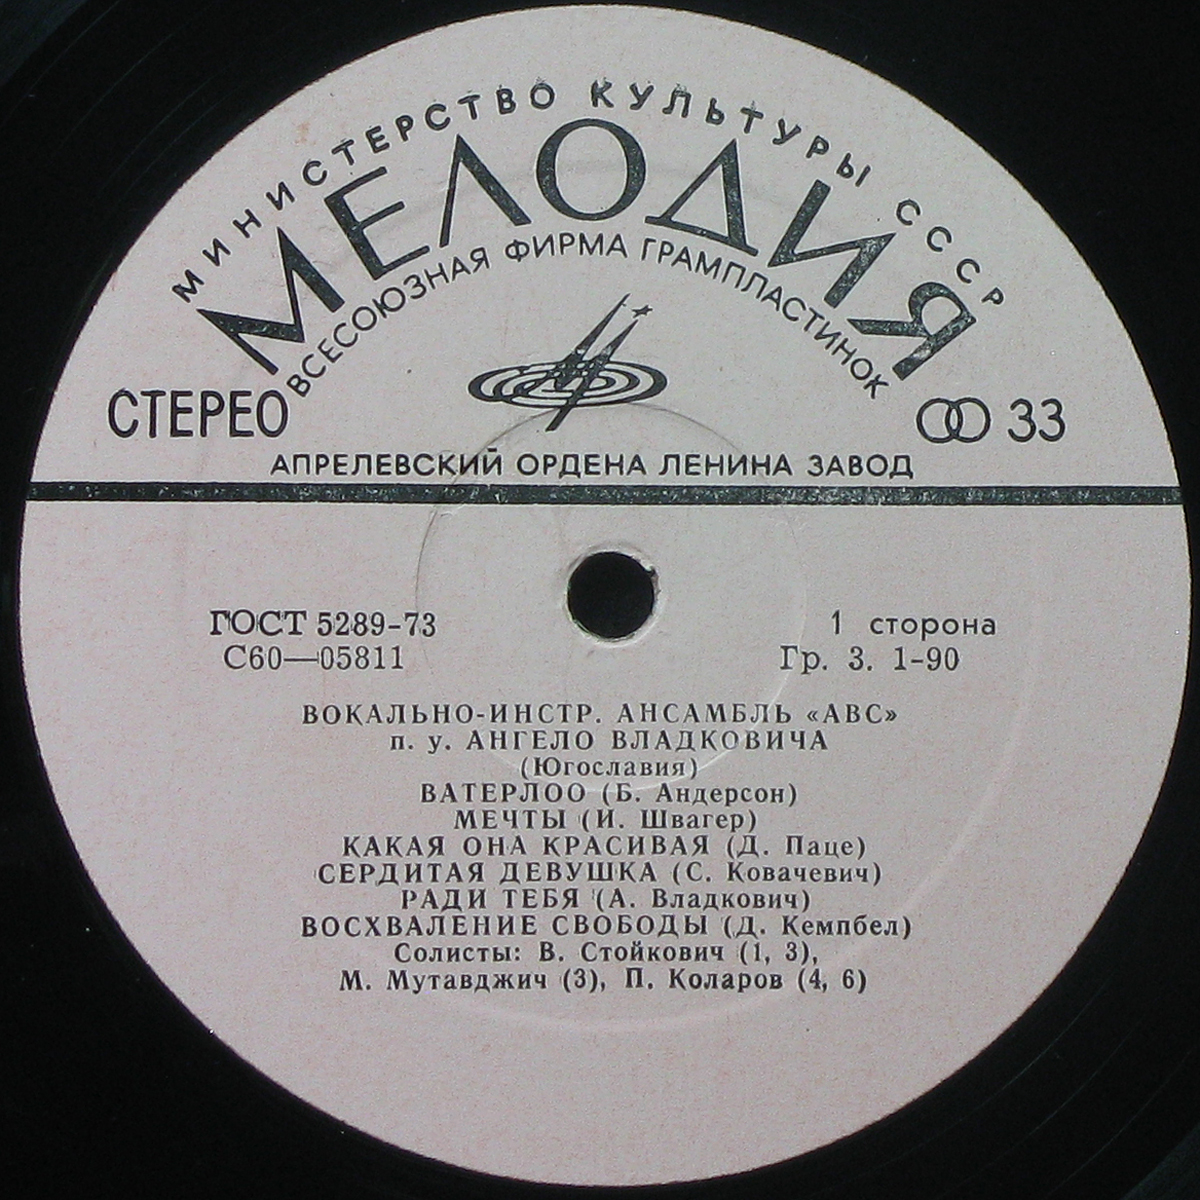 МИНИСТЕРСТВО КУЛЬТУРЫ СССР
МЕЛОДИЯ
ВСЕСОЮЗНАЯ ФИРМА ГРАМПЛАСТИНОК
СТЕРЕО 33
АПРЕЛЕВСКИЙ ОРДЕНА ЛЕНИНА ЗАВОД
ГОСТ 5289-73 1 сторона
С60—05811 Гр. 3. 1-90
ВОКАЛЬНО-ИНСТР. АНСАМБЛЬ «АВС»
п. у. АНГЕЛО ВЛАДКОВИЧА
(Югославия)
ВАТЕРЛОО (Б. Андерсон)
МЕЧТЫ (И. Швагер)
КАКАЯ ОНА КРАСИВАЯ (Д. Паце)
СЕРДИТАЯ ДЕВУШКА (С. Ковачевич)
РАДИ ТЕБЯ (А. Владкович)
ВОСХВАЛЕНИЕ СВОБОДЫ (Д. Кемпбел)
Солисты: В. Стойкович (1, 3),
М. Мутавджич (3), П. Коларов (4, 6)